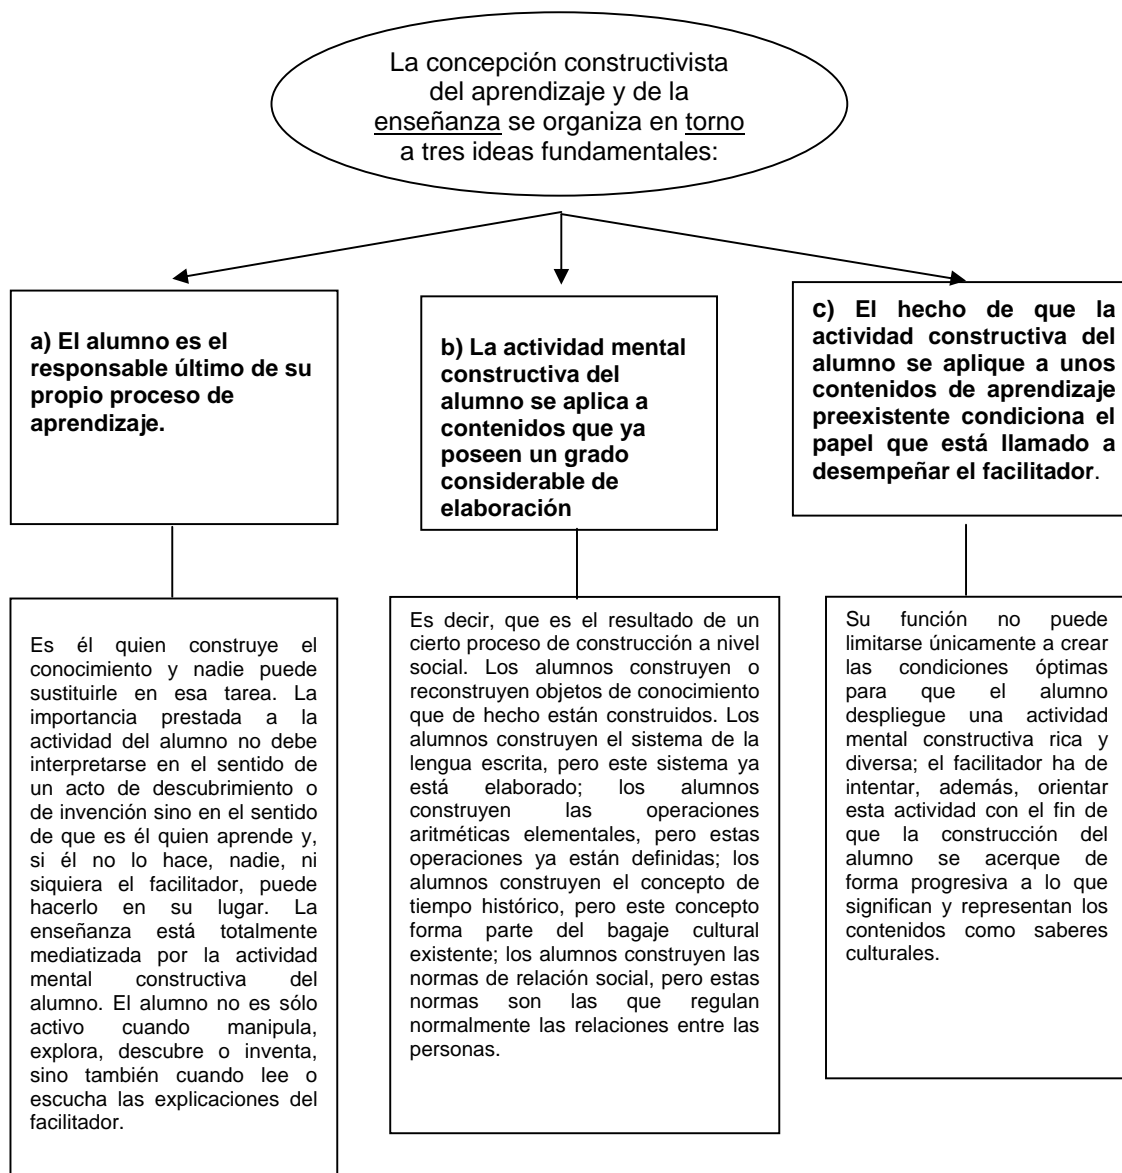 La concepción constructivista
del aprendizaje y de la
enseñanza se organiza en torno
a tres ideas fundamentales:
a) El alumno es el
responsable último de su
propio proceso de
aprendizaje.
b) La actividad mental
constructiva del
alumno se aplica a
contenidos que ya
poseen un grado
considerable de
elaboración
c) El hecho de que la
actividad constructiva del
alumno se aplique a unos
contenidos de aprendizaje
preexistente condiciona el
papel que está llamado a
desempeñar el facilitador.
Es él quien construye el
conocimiento y nadie puede
sustituirle en esa tarea. La
importancia prestada a la
actividad del alumno no debe
interpretarse en el sentido de
un acto de descubrimiento o
de invención sino en el sentido
de que es él quien aprende y,
si él no lo hace, nadie, ni
siquiera el facilitador, puede
hacerlo en su lugar. La
enseñanza está totalmente
mediatizada por la actividad
mental constructiva del
alumno. El alumno no es sólo
activo cuando manipula,
explora, descubre o inventa,
sino también cuando lee o
escucha las explicaciones del
facilitador.
Es decir, que es el resultado de un
cierto proceso de construcción a nivel
social. Los alumnos construyen o
reconstruyen objetos de conocimiento
que de hecho están construidos. Los
alumnos construyen el sistema de la
lengua escrita, pero este sistema ya
está elaborado; los alumnos
construyen las operaciones
aritméticas elementales, pero estas
operaciones ya están definidas; los
alumnos construyen el concepto de
tiempo histórico, pero este concepto
forma parte del bagaje cultural
existente; los alumnos construyen las
normas de relación social, pero estas
normas son las que regulan
normalmente las relaciones entre las
personas.
Su función no puede
limitarse únicamente a crear
las condiciones óptimas
para que el alumno
despliegue una actividad
mental constructiva rica y
diversa; el facilitador ha de
intentar, además, orientar
esta actividad con el fin de
que la construcción del
alumno se acerque de
forma progresiva a lo que
significan y representan los
contenidos como saberes
culturales.